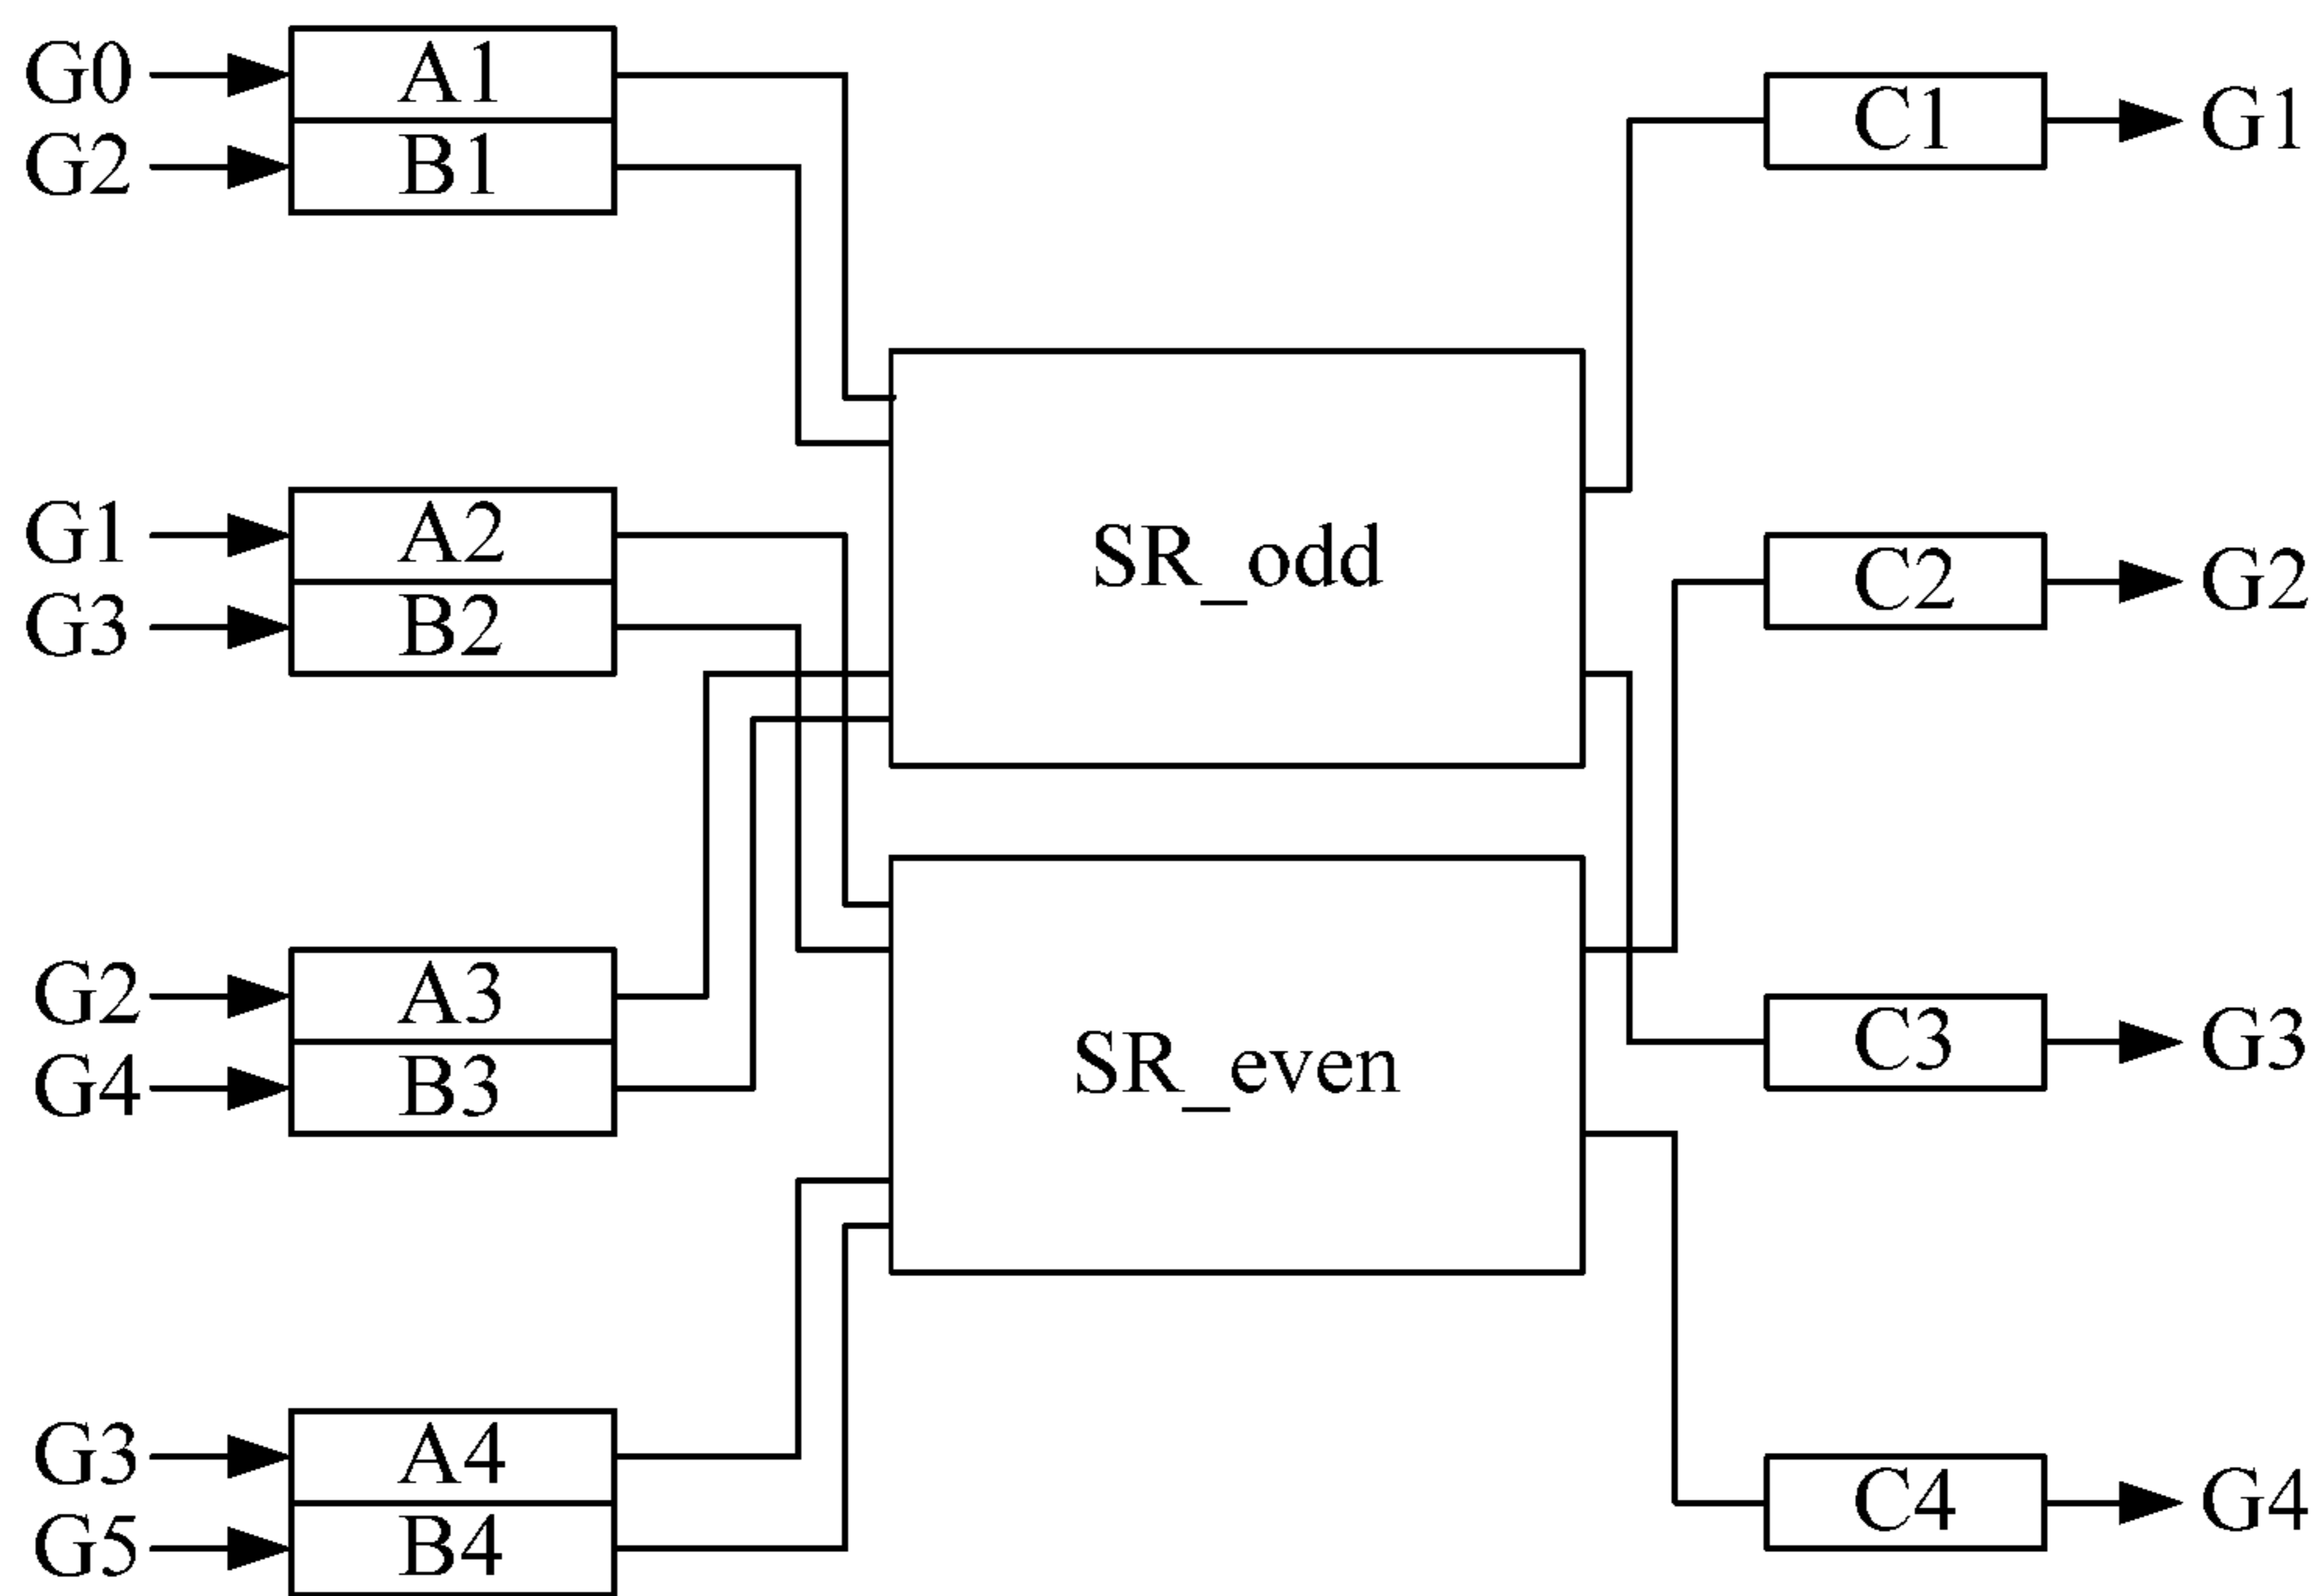 G0 A1 C1 G1
G2 B1
G1 A2 SR_odd C2 G2
G3 B2
G2 A3 SR_even C3 G3
G4 B3
G3 A4 C4 G4
G5 B4